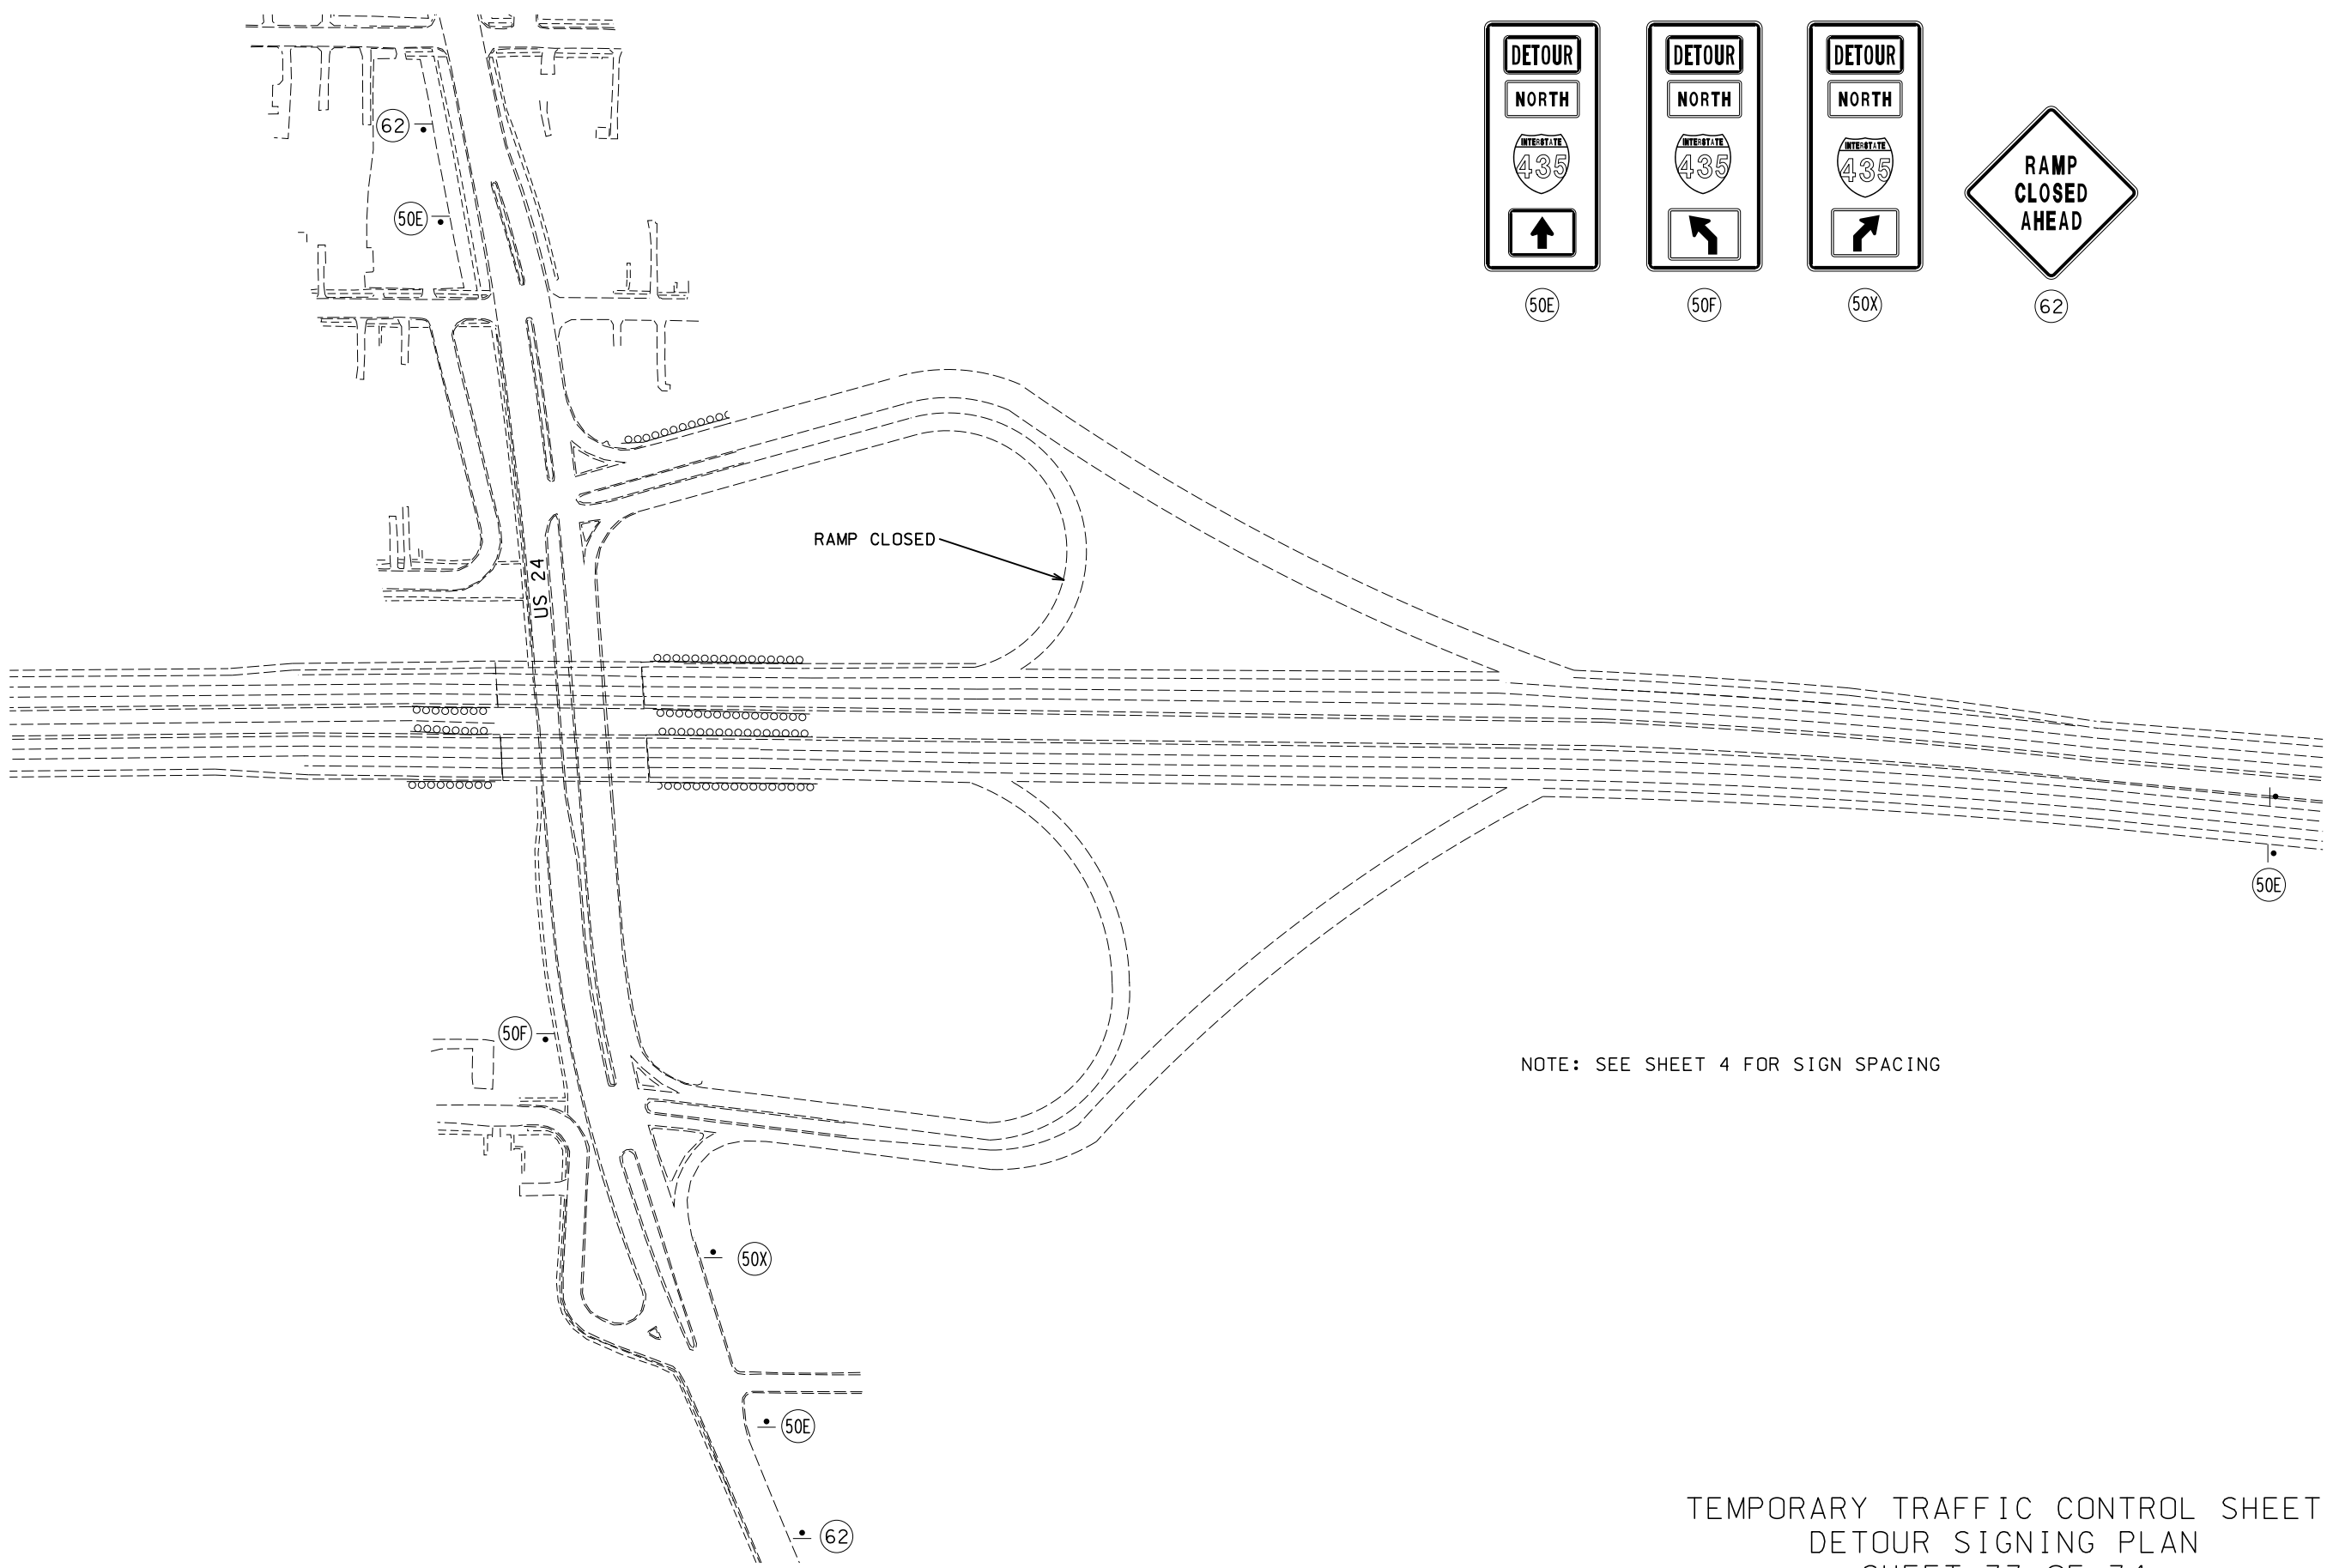 DETOUR
NORTH
INTERSTATE
435
50E
DETOUR
NORTH
INTERSTATE
435
50F
DETOUR
NORTH
INTERSTATE
435
50X
RAMP
CLOSED
AHEAD
62
62
50E
RAMP CLOSED
US 24
50E
50F
NOTE: SEE SHEET 4 FOR SIGN SPACING
50X
50E
62
TEMPORARY TRAFFIC CONTROL SHEET
DETOUR SIGNING PLAN